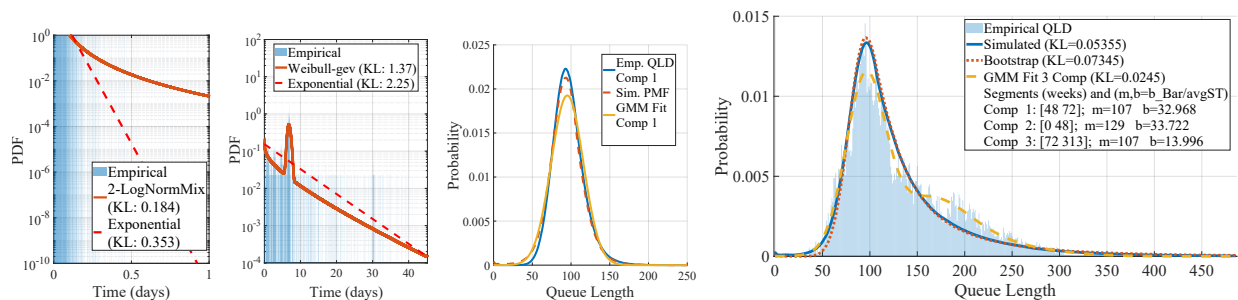 10^0
10^-2
10^-4
10^-6
10^-8
10^-10
PDF
Empirical
2-LogNormMix
(KL: 0.184)
Exponential
(KL: 0.353)
0 0.5 1
Time (days)
10^2
10^1
10^0
10^-1
10^-2
10^-3
10^-4
PDF
Empirical
Weibull-gev (KL: 1.37)
Exponential (KL: 2.25)
0 10 20 30 40
Time (days)
0.025
0.02
0.015
0.01
0.005
0
Probability
Emp. QLD
Comp 1
Sim. PMF
GMM Fit
Comp 1
0 50 100 150 200 250
Queue Length
0.015
0.01
0.005
0
Probability
Empirical QLD
Simulated (KL=0.05355)
Bootstrap (KL=0.07345)
GMM Fit 3 Comp (KL=0.0245)
Segments (weeks) and (m,b=b_Bar/avgST)
Comp 1: [48 72]; m=107 b=32.968
Comp 2: [0 48]; m=129 b=33.722
Comp 3: [72 313]; m=107 b=13.996
0 50 100 150 200 250 300 350 400 450
Queue Length